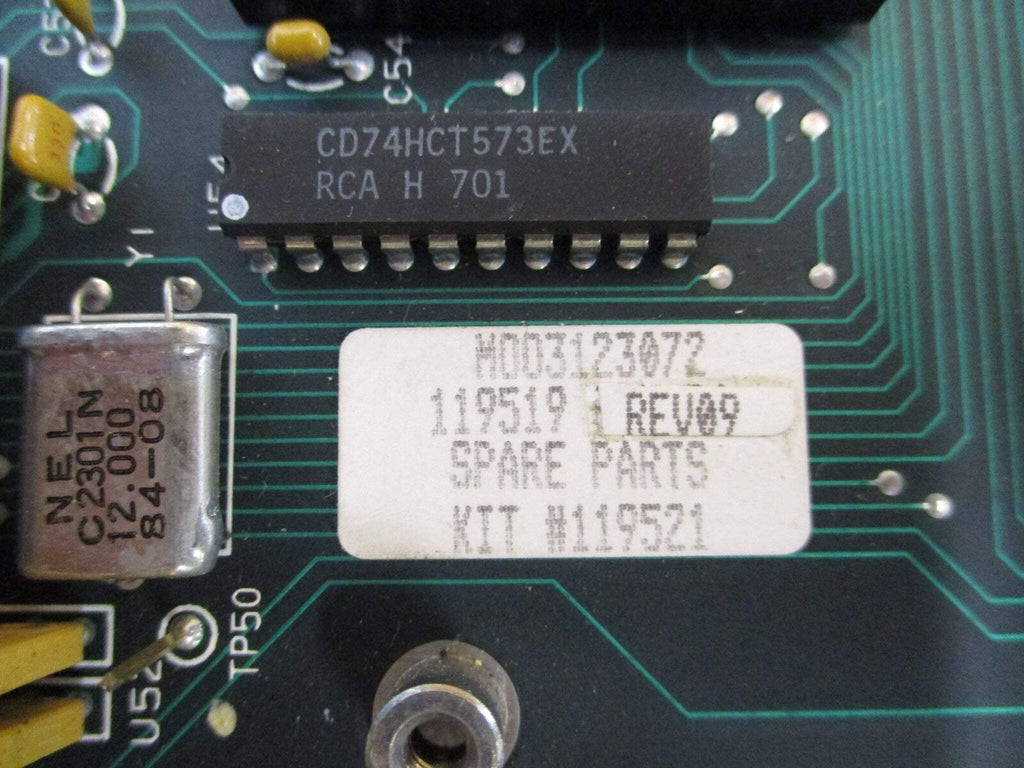 C54
CD74HCT573EX
RCA H 701
U54
Y1
NEL
C2301N
12.000
84-08
M003123072
119519
REV09
SPARE PARTS
KIT #119521
TP50
U52